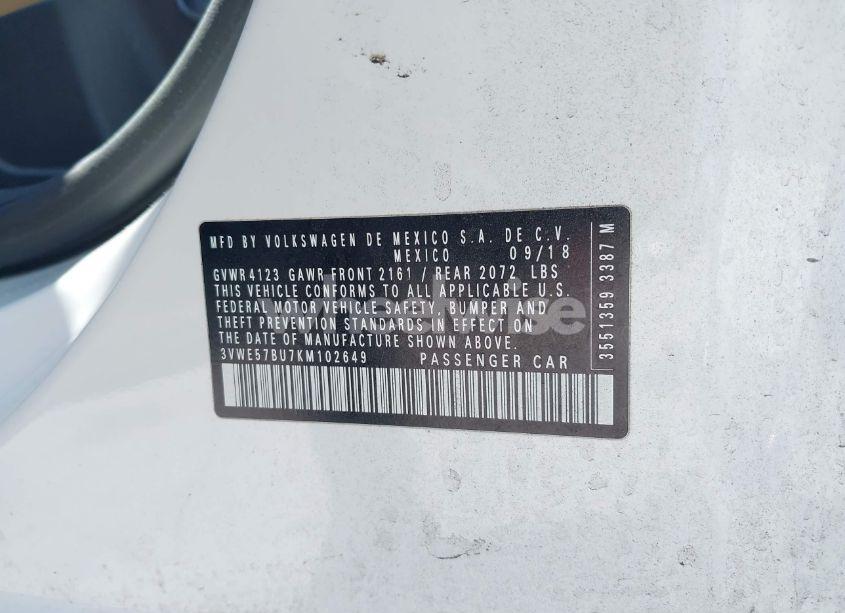 MFD BY VOLKSWAGEN DE MEXICO S.A. DE C.V.
MEXICO 09/18
GVWR 4123 GAWR FRONT 2161 / REAR 2072 LBS
THIS VEHICLE CONFORMS TO ALL APPLICABLE U.S.
FEDERAL MOTOR VEHICLE SAFETY, BUMPER AND
THEFT PREVENTION STANDARDS IN EFFECT ON
THE DATE OF MANUFACTURE SHOWN ABOVE.
3VWE57BU7KM102649 PASSENGER CAR
3551359 3387 M